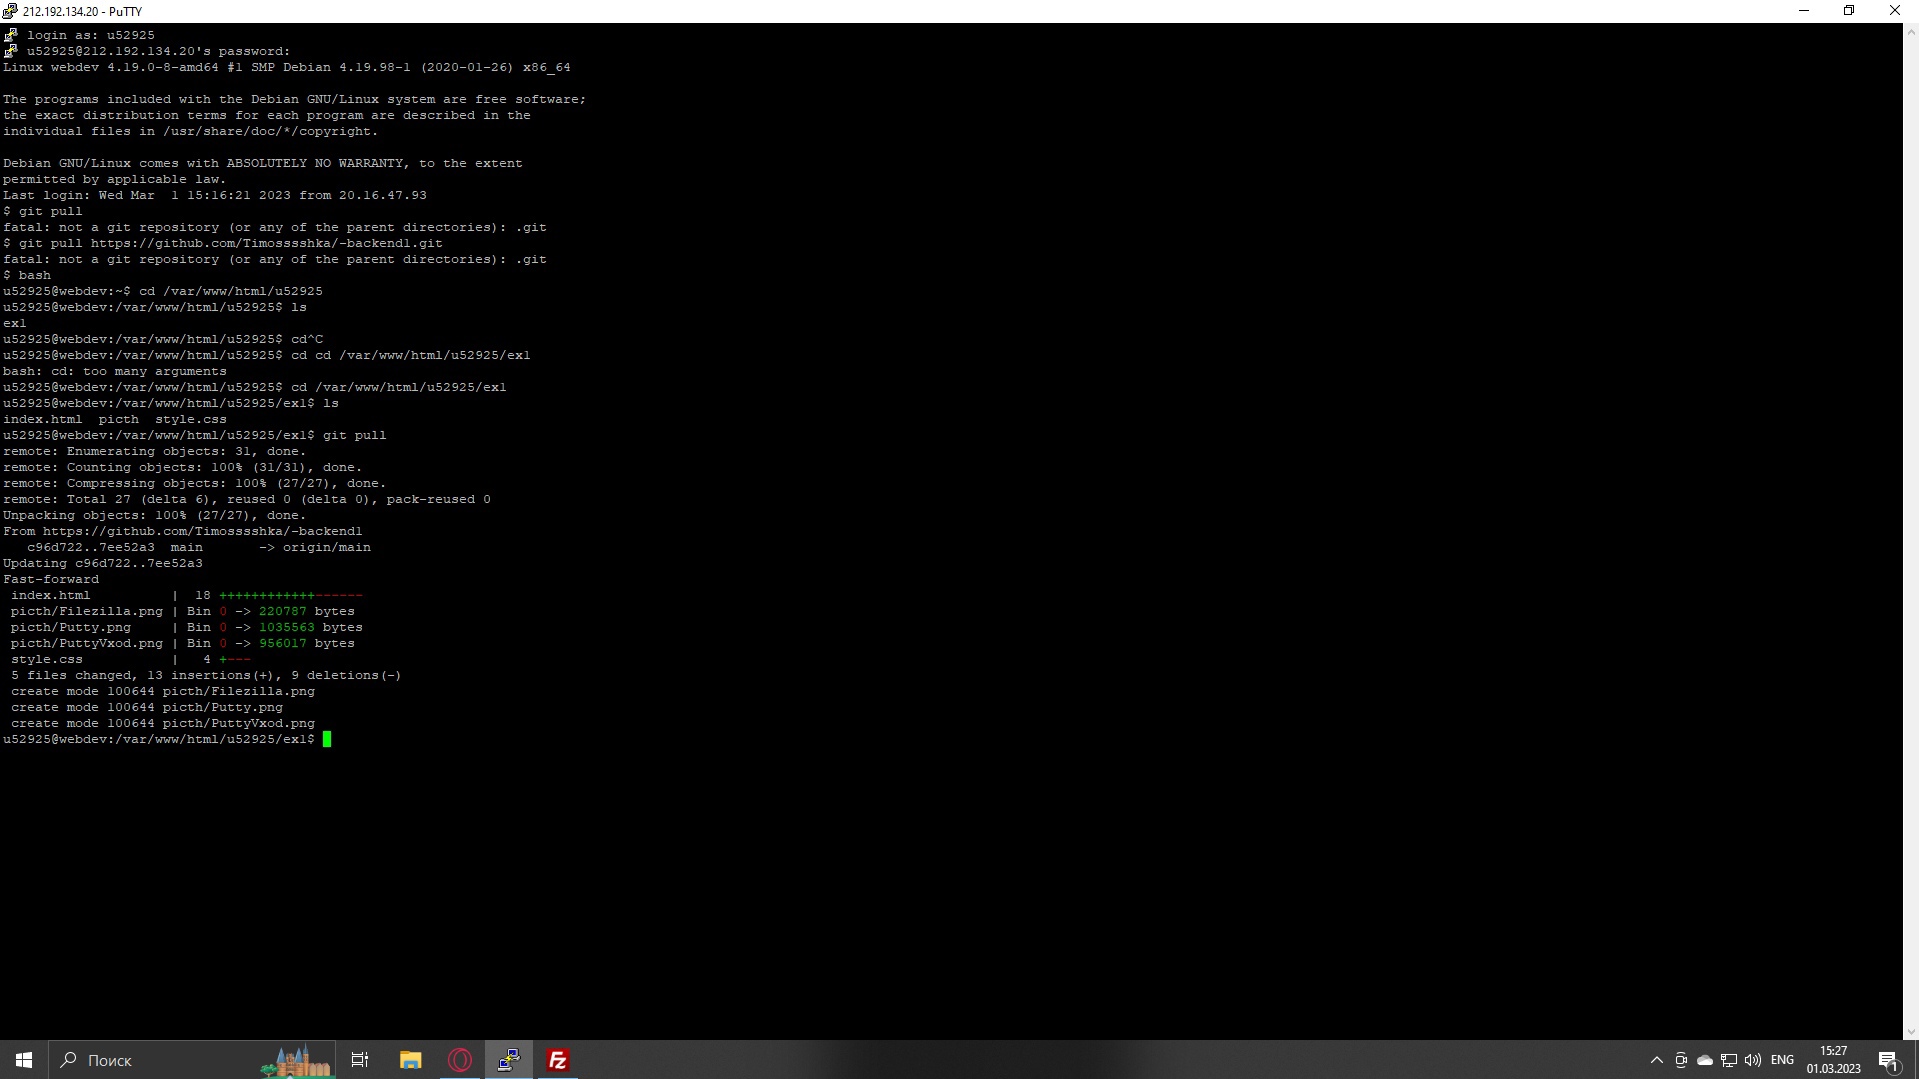 212.192.134.20 - PuTTY
login as: u52925
u52925@212.192.134.20's password:
Linux webdev 4.19.0-8-amd64 #1 SMP Debian 4.19.98-1 (2020-01-26) x86_64
The programs included with the Debian GNU/Linux system are free software;
the exact distribution terms for each program are described in the
individual files in /usr/share/doc/*/copyright.
Debian GNU/Linux comes with ABSOLUTELY NO WARRANTY, to the extent
permitted by applicable law.
Last login: Wed Mar  1 15:16:21 2023 from 20.16.47.93
$ git pull
fatal: not a git repository (or any of the parent directories): .git
$ git pull https://github.com/Timosssshka/-backend1.git
fatal: not a git repository (or any of the parent directories): .git
$ bash
u52925@webdev:~$ cd /var/www/html/u52925
u52925@webdev:/var/www/html/u52925$ ls
ex1
u52925@webdev:/var/www/html/u52925$ cd^C
u52925@webdev:/var/www/html/u52925$ cd cd /var/www/html/u52925/ex1
bash: cd: too many arguments
u52925@webdev:/var/www/html/u52925$ cd /var/www/html/u52925/ex1
u52925@webdev:/var/www/html/u52925/ex1$ ls
index.html  picth  style.css
u52925@webdev:/var/www/html/u52925/ex1$ git pull
remote: Enumerating objects: 31, done.
remote: Counting objects: 100% (31/31), done.
remote: Compressing objects: 100% (27/27), done.
remote: Total 27 (delta 6), reused 0 (delta 0), pack-reused 0
Unpacking objects: 100% (27/27), done.
From https://github.com/Timosssshka/-backend1
   c96d722..7ee52a3  main       -> origin/main
Updating c96d722..7ee52a3
Fast-forward
 index.html          |  18 ++++++++++++------
 picth/Filezilla.png | Bin 0 -> 220787 bytes
 picth/Putty.png     | Bin 0 -> 1035563 bytes
 picth/PuttyVxod.png | Bin 0 -> 956017 bytes
 style.css           |   4 +---
 5 files changed, 13 insertions(+), 9 deletions(-)
 create mode 100644 picth/Filezilla.png
 create mode 100644 picth/Putty.png
 create mode 100644 picth/PuttyVxod.png
u52925@webdev:/var/www/html/u52925/ex1$
Поиск
Fz
ENG
15:27
01.03.2023
1